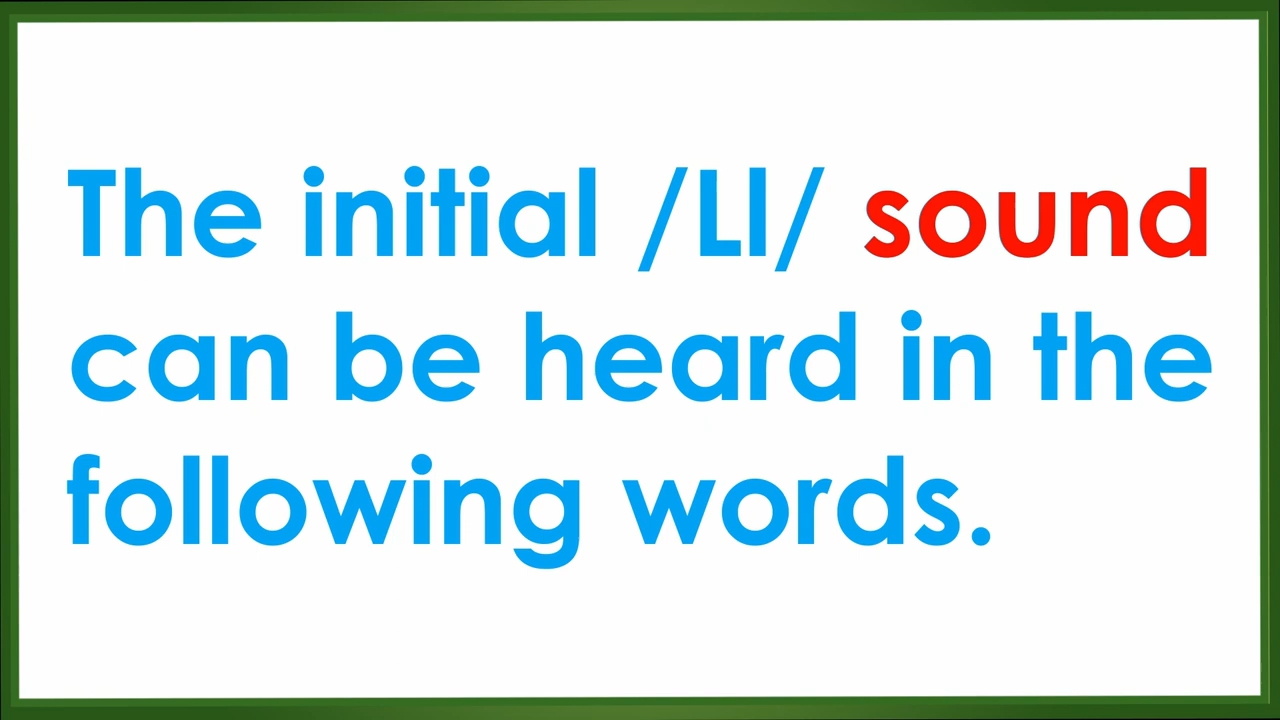 The initial /Ll/ sound
can be heard in the
following words.